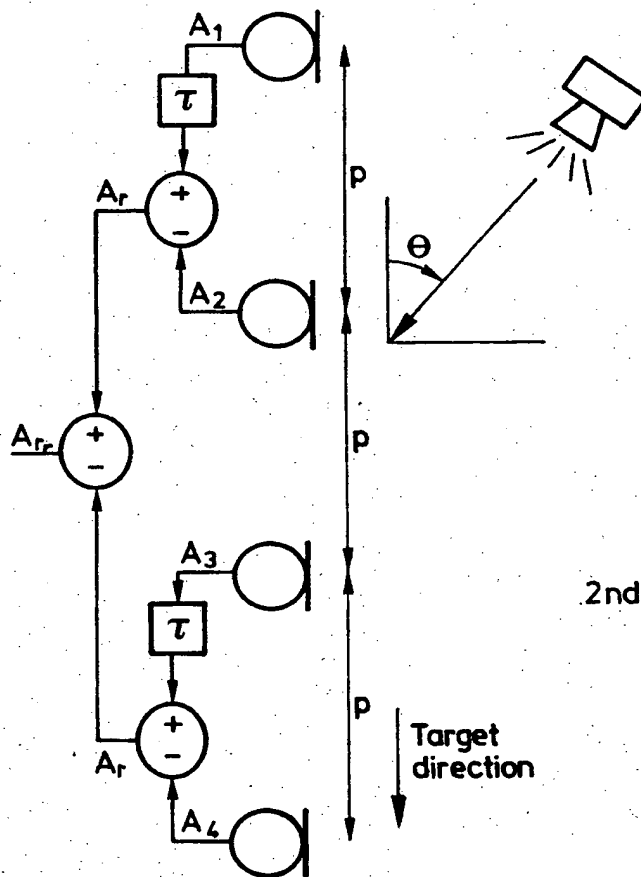 A1
τ
p
Ar
+
−
θ
A2
+
−
Arr
p
A3
2nd
τ
p
+
−
Ar
Target
direction
A4